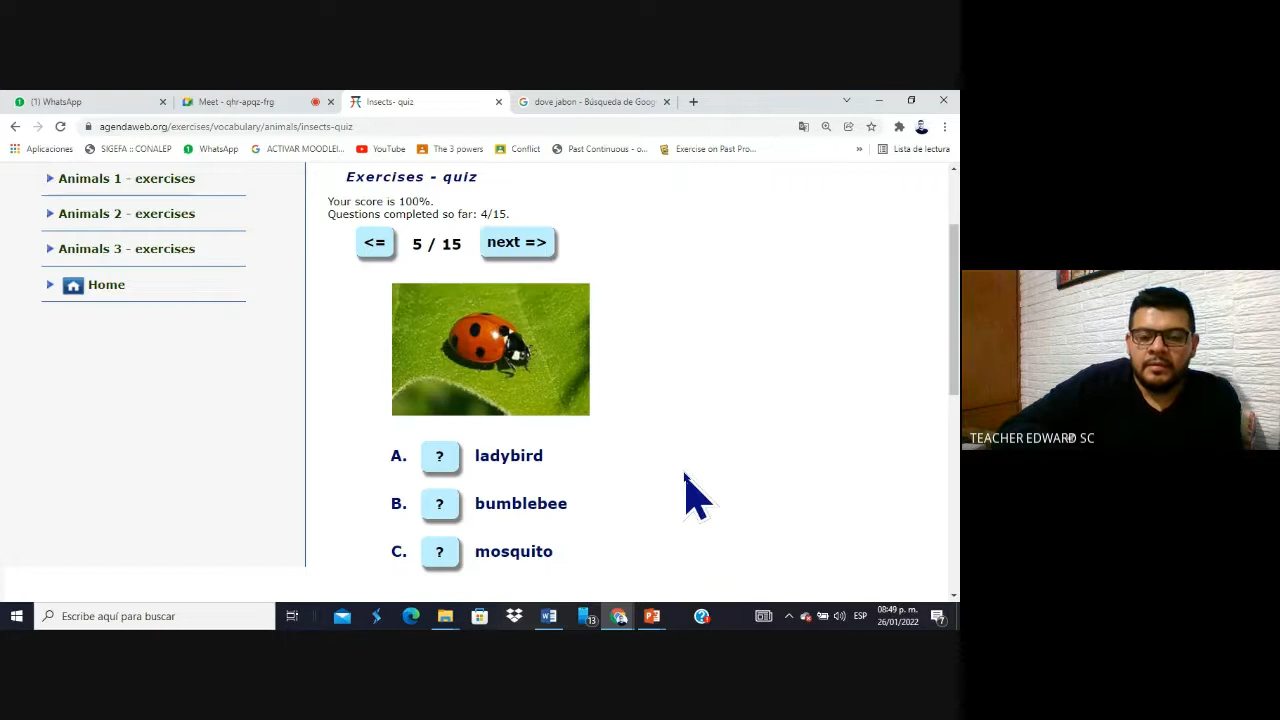 (1) WhatsApp
Meet - qhr-apqz-frg
Insects- quiz
dove jabon - Búsqueda de Goog
agendaweb.org/exercises/vocabulary/animals/insects-quiz
Aplicaciones
SIGEFA :: CONALEP
WhatsApp
ACTIVAR MOODLEI...
YouTube
The 3 powers
Conflict
Past Continuous - o...
Exercise on Past Pro...
»
Lista de lectura
Animals 1 - exercises
Animals 2 - exercises
Animals 3 - exercises
Home
Exercises - quiz
Your score is 100%.
Questions completed so far: 4/15.
<= 5 / 15 next =>
A. ? ladybird
B. ? bumblebee
C. ? mosquito
TEACHER EDWARD SC
Escribe aquí para buscar
13
ESP
08:49 p. m.
26/01/2022
7